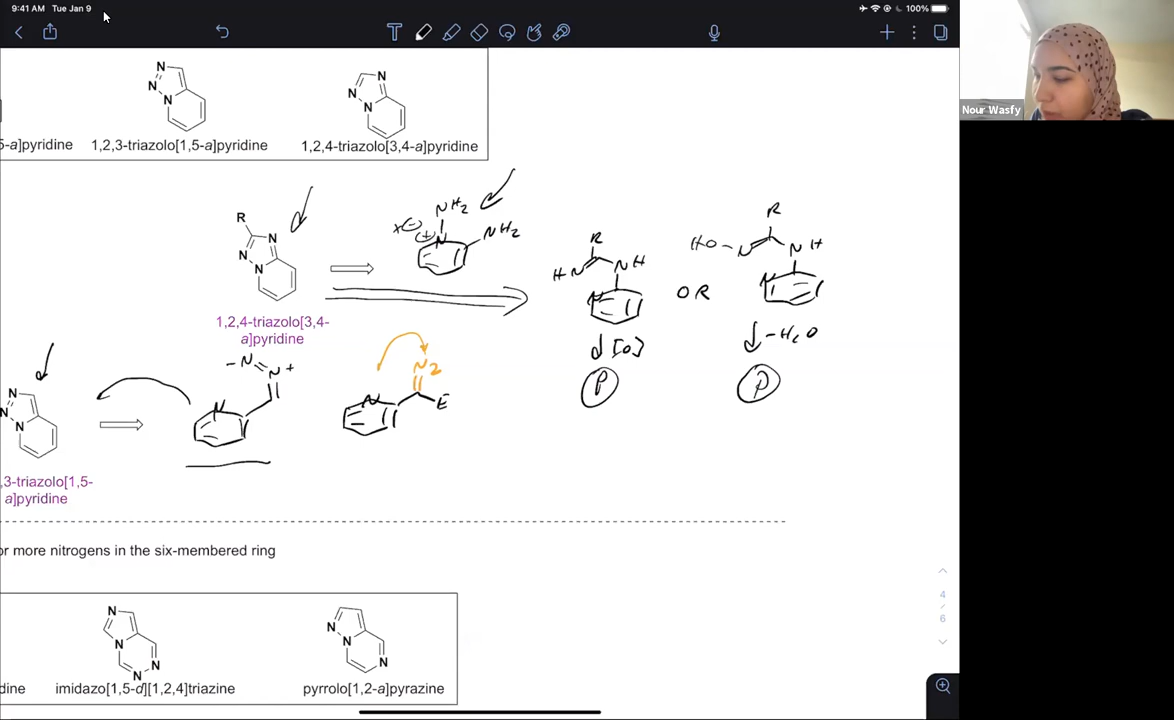 9:41 AM Tue Jan 9
100%
Nour Wasfy
N
N
N
N
N
N
-a]pyridine
1,2,3-triazolo[1,5-a]pyridine
1,2,4-triazolo[3,4-a]pyridine
R
N
N
N
1,2,4-triazolo[3,4-
a]pyridine
NH2
N
NH2
X⊖
⊕
R
HN
NH
N
OR
R
HO-N
NH
N
[O]
P
-H2O
P
N
N
N
,3-triazolo[1,5-
a]pyridine
-N=N+
N
N2
N
E
or more nitrogens in the six-membered ring
N
N
N
N
N
N
N
dine
imidazo[1,5-d][1,2,4]triazine
pyrrolo[1,2-a]pyrazine
4
/
6